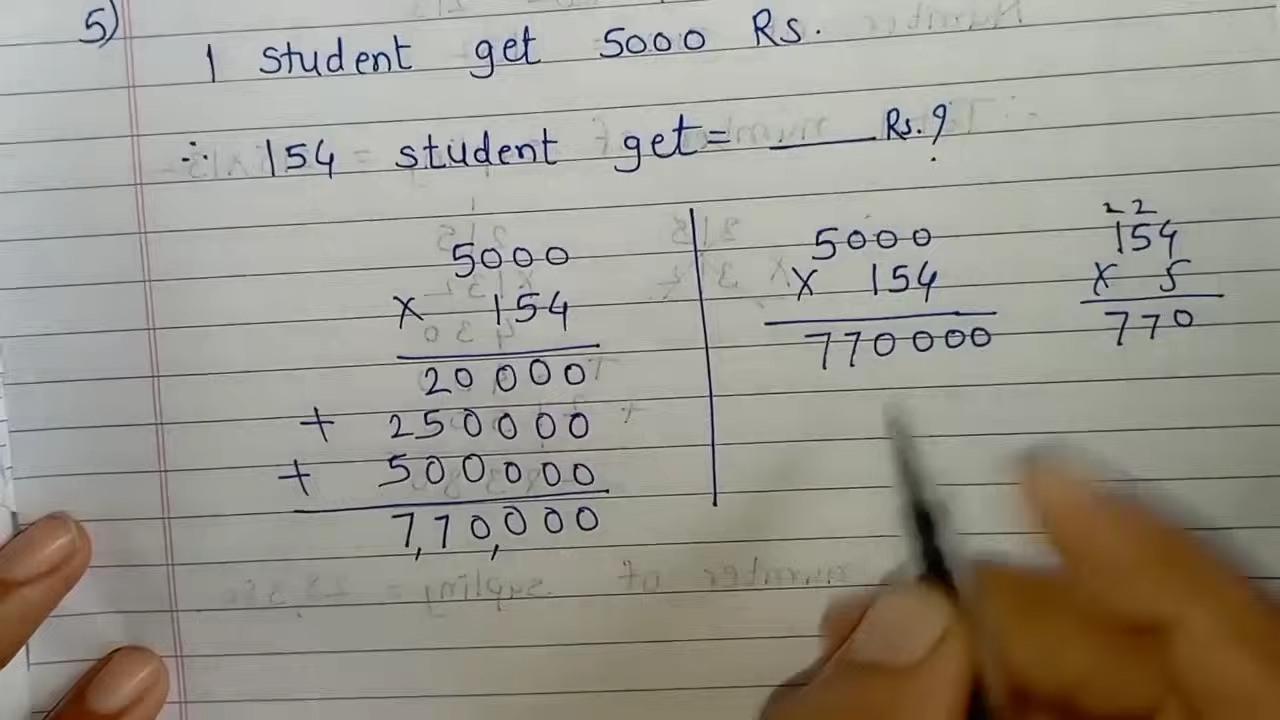 5)
1 student get 5000 Rs.
∴ 154 student get = ____ Rs. ?
5000
x 154
20000
+ 250000
+ 500000
7,70,000
5000
x 154
770000
22
154
x 5
770